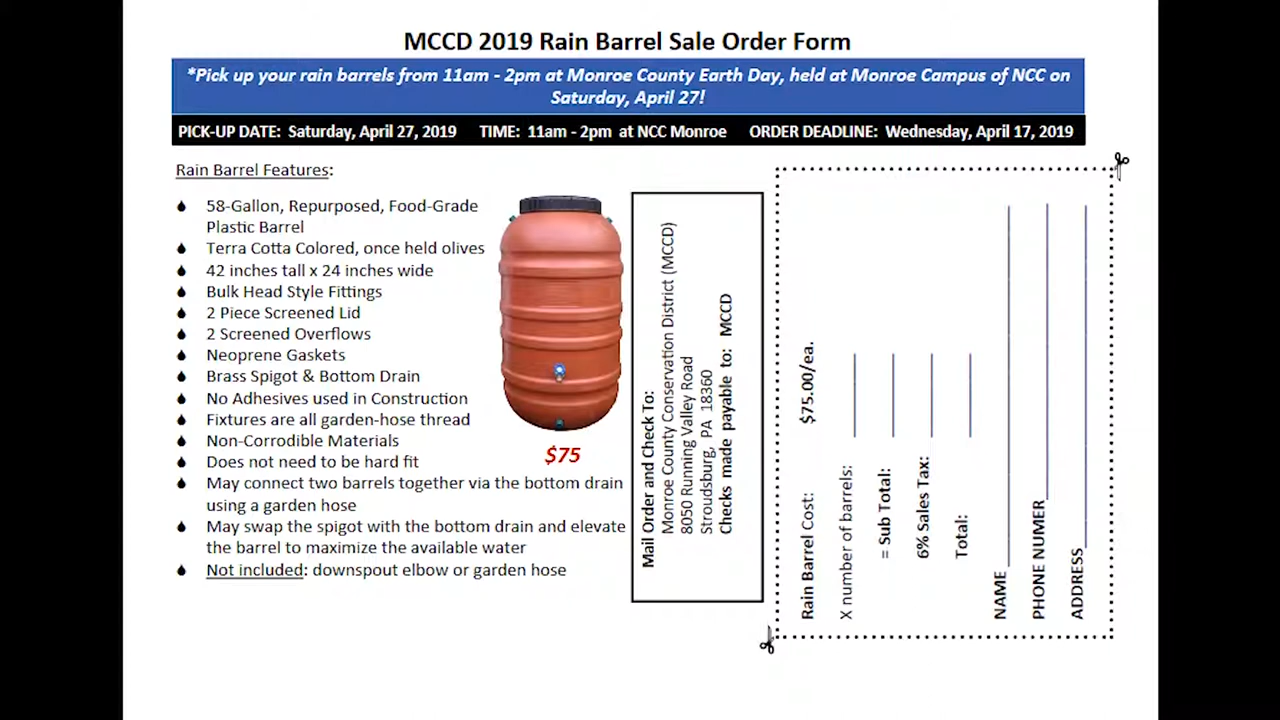 MCCD 2019 Rain Barrel Sale Order Form
*Pick up your rain barrels from 11am - 2pm at Monroe County Earth Day, held at Monroe Campus of NCC on
Saturday, April 27!
PICK-UP DATE: Saturday, April 27, 2019 TIME: 11am - 2pm at NCC Monroe ORDER DEADLINE: Wednesday, April 17, 2019
Rain Barrel Features:
58-Gallon, Repurposed, Food-Grade
Plastic Barrel
Terra Cotta Colored, once held olives
42 inches tall x 24 inches wide
Bulk Head Style Fittings
2 Piece Screened Lid
2 Screened Overflows
Neoprene Gaskets
Brass Spigot & Bottom Drain
No Adhesives used in Construction
Fixtures are all garden-hose thread
Non-Corrodible Materials
Does not need to be hard fit
May connect two barrels together via the bottom drain
using a garden hose
May swap the spigot with the bottom drain and elevate
the barrel to maximize the available water
Not included: downspout elbow or garden hose
$75
Mail Order and Check To:
Monroe County Conservation District (MCCD)
8050 Running Valley Road
Stroudsburg, PA 18360
Checks made payable to: MCCD
Rain Barrel Cost: $75.00/ea.
X number of barrels:
= Sub Total:
6% Sales Tax:
Total:
NAME
PHONE NUMER
ADDRESS